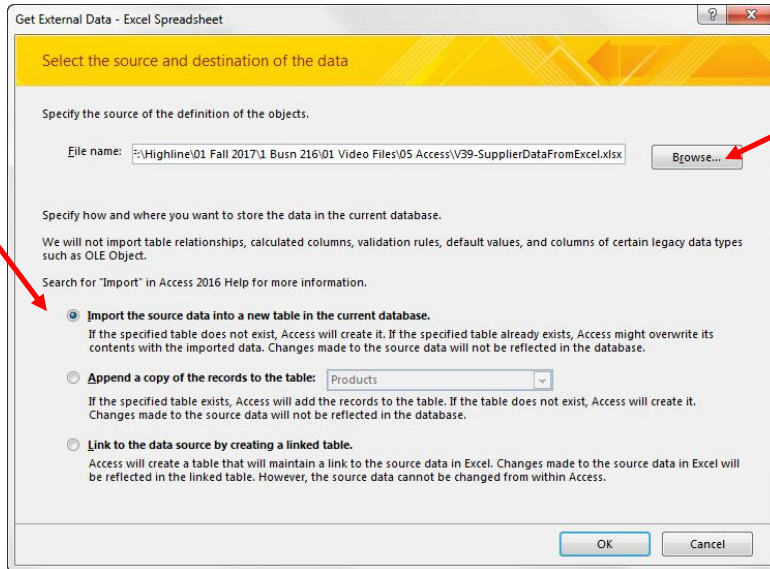 Get External Data - Excel Spreadsheet
Select the source and destination of the data
Specify the source of the definition of the objects.
File name: :\Highline\01 Fall 2017\1 Busn 216\01 Video Files\05 Access\V39-SupplierDataFromExcel.xlsx Browse...
Specify how and where you want to store the data in the current database.
We will not import table relationships, calculated columns, validation rules, default values, and columns of certain legacy data types
such as OLE Object.
Search for "Import" in Access 2016 Help for more information.
Import the source data into a new table in the current database.
If the specified table does not exist, Access will create it. If the specified table already exists, Access might overwrite its
contents with the imported data. Changes made to the source data will not be reflected in the database.
Append a copy of the records to the table: Products
If the specified table exists, Access will add the records to the table. If the table does not exist, Access will create it.
Changes made to the source data will not be reflected in the database.
Link to the data source by creating a linked table.
Access will create a table that will maintain a link to the source data in Excel. Changes made to the source data in Excel will
be reflected in the linked table. However, the source data cannot be changed from within Access.
OK Cancel